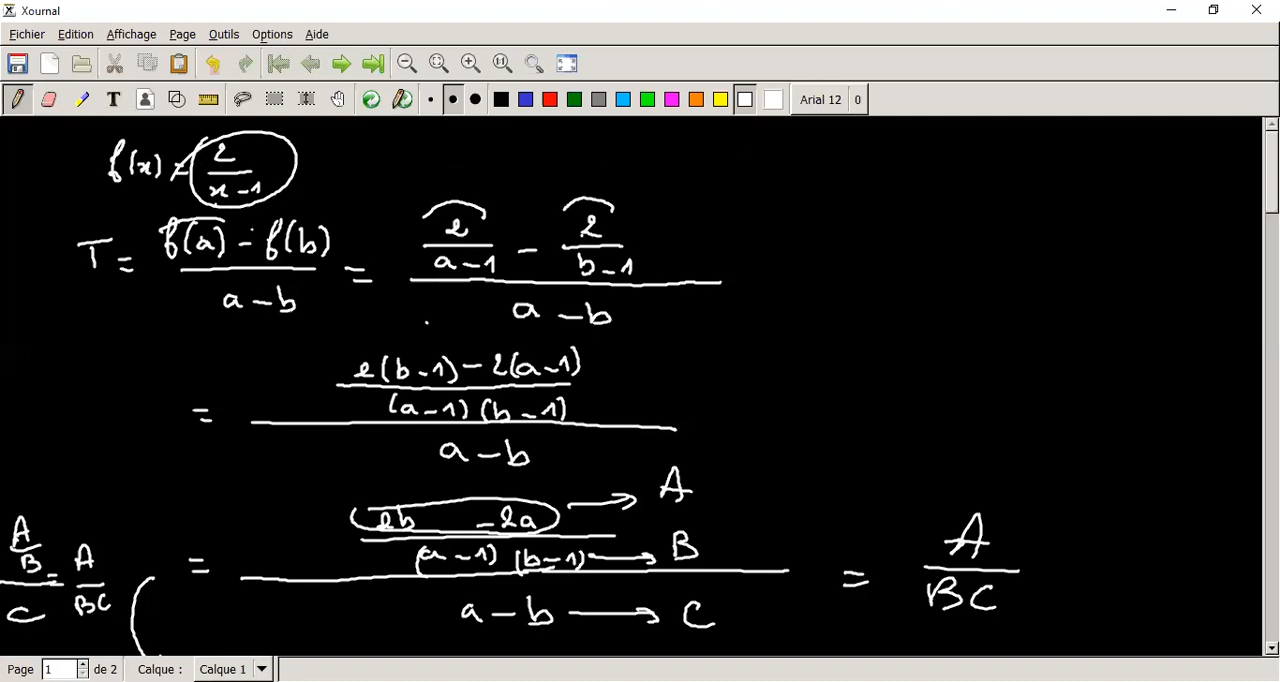 Xournal
Fichier Edition Affichage Page Outils Options Aide
Arial 12 0
f(x) = 2/(x-1)
T = (f(a) - f(b))/(a - b) = (2/(a-1) - 2/(b-1))/(a - b)
= ((2(b-1) - 2(a-1))/((a-1)(b-1)))/(a - b)
= ((2b - 2a)/((a-1)(b-1)))/(a - b) = A/(BC)
→ A
→ B
→ C
(A/B)/C = A/(BC)
(
Page 1 de 2 Calque : Calque 1